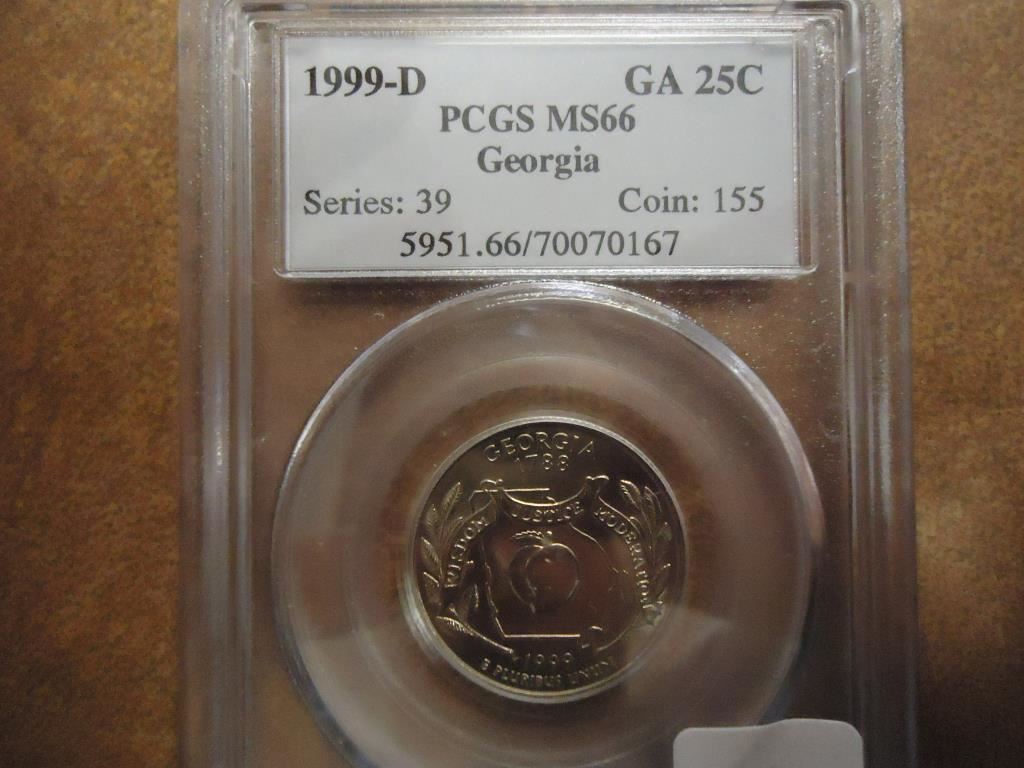 1999-D GA 25C
PCGS MS66
Georgia
Series: 39 Coin: 155
5951.66/70070167
GEORGIA
1788
WISDOM JUSTICE MODERATION
1999
E PLURIBUS UNUM